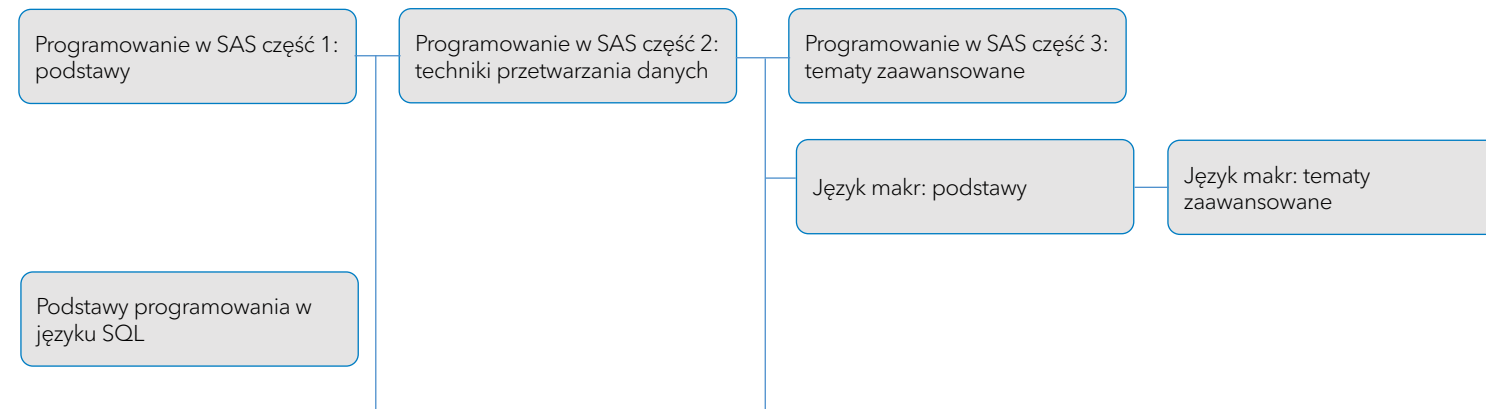 Programowanie w SAS część 1:
podstawy
Programowanie w SAS część 2:
techniki przetwarzania danych
Programowanie w SAS część 3:
tematy zaawansowane
Język makr: podstawy
Język makr: tematy
zaawansowane
Podstawy programowania w
języku SQL